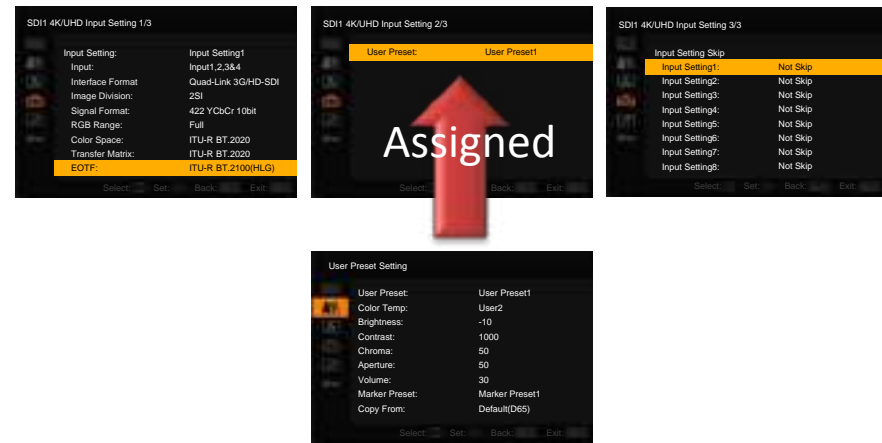 SDI1 4K/UHD Input Setting 1/3
Input Setting: Input Setting1
Input: Input1,2,3&4
Interface Format Quad-Link 3G/HD-SDI
Image Division: 2SI
Signal Format: 422 YCbCr 10bit
RGB Range: Full
Color Space: ITU-R BT.2020
Transfer Matrix: ITU-R BT.2020
EOTF: ITU-R BT.2100(HLG)
Select: Set: Back: Exit:
SDI1 4K/UHD Input Setting 2/3
User Preset: User Preset1
Assigned
Select: Back: Exit:
SDI1 4K/UHD Input Setting 3/3
Input Setting Skip
Input Setting1: Not Skip
Input Setting2: Not Skip
Input Setting3: Not Skip
Input Setting4: Not Skip
Input Setting5: Not Skip
Input Setting6: Not Skip
Input Setting7: Not Skip
Input Setting8: Not Skip
Select: Set: Back: Exit:
User Preset Setting
User Preset: User Preset1
Color Temp: User2
Brightness: -10
Contrast: 1000
Chroma: 50
Aperture: 50
Volume: 30
Marker Preset: Marker Preset1
Copy From: Default(D65)
Select: Set: Back: Exit: